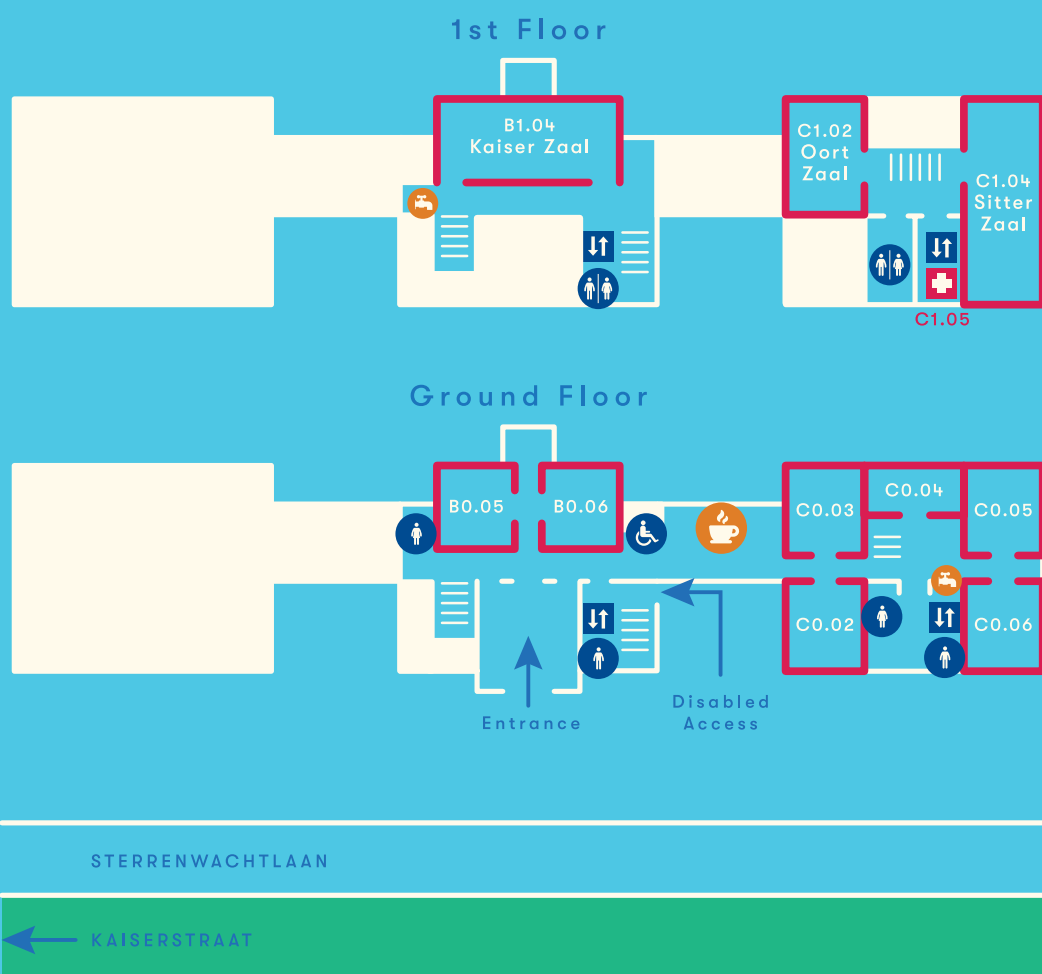 1st Floor
B1.04
Kaiser Zaal
C1.02
Oort
Zaal
C1.04
Sitter
Zaal
C1.05
Ground Floor
B0.05
B0.06
C0.03
C0.04
C0.05
C0.02
C0.06
Entrance
Disabled
Access
STERRENWACHTLAAN
KAISERSTRAAT